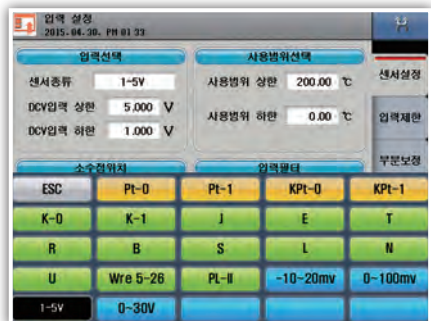 입력 설정
2015.04.30. PM 01 33
입력선택
사용범위선택
센서종류 1-5V
사용범위 상한 200.00 ℃
DCV입력 상한 5.000 V
사용범위 하한 0.00 ℃
DCV입력 하한 1.000 V
소수점위치
입력필터
센서설정
입력제한
부분보정
ESC Pt-0 Pt-1 KPt-0 KPt-1
K-0 K-1 J E T
R B S L N
U Wre 5-26 PL-Ⅱ -10~20mv 0~100mv
1-5V 0~30V